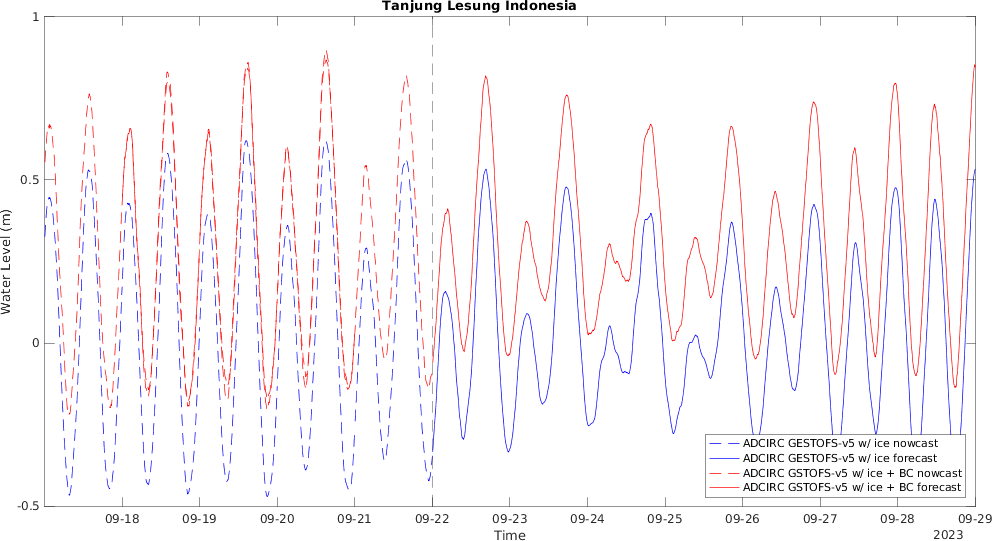 Tanjung Lesung Indonesia
1
0.5
0
-0.5
Water Level (m)
ADCIRC GESTOFS-v5 w/ ice nowcast
ADCIRC GESTOFS-v5 w/ ice forecast
ADCIRC GSTOFS-v5 w/ ice + BC nowcast
ADCIRC GSTOFS-v5 w/ ice + BC forecast
09-18 09-19 09-20 09-21 09-22 09-23 09-24 09-25 09-26 09-27 09-28 09-29
Time
2023